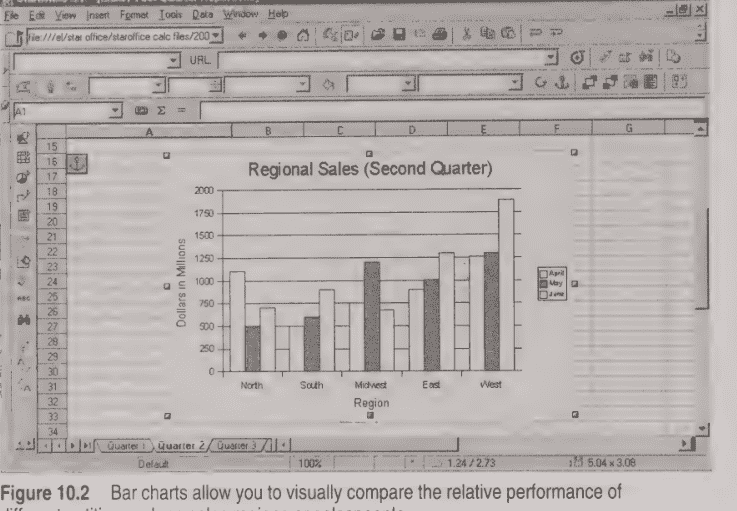 File Edit View Insert Format Tools Data Window Help
file:///e|/star office/staroffice calc files/200
URL
A1 Σ =
A B C D E F G
15
16
17
18
19
20
21
22
23
24
25
26
27
28
29
30
31
32
33
34
Regional Sales (Second Quarter)
2000
1750
1500
1250
1000
750
500
250
0
Dollars in Millions
North South Midwest East West
Region
April
May
June
ABC
Quarter 1 Quarter 2 Quarter 3
Default 100% 1.24 / 2.73 5.04 x 3.08
Figure 10.2 Bar charts allow you to visually compare the relative performance of